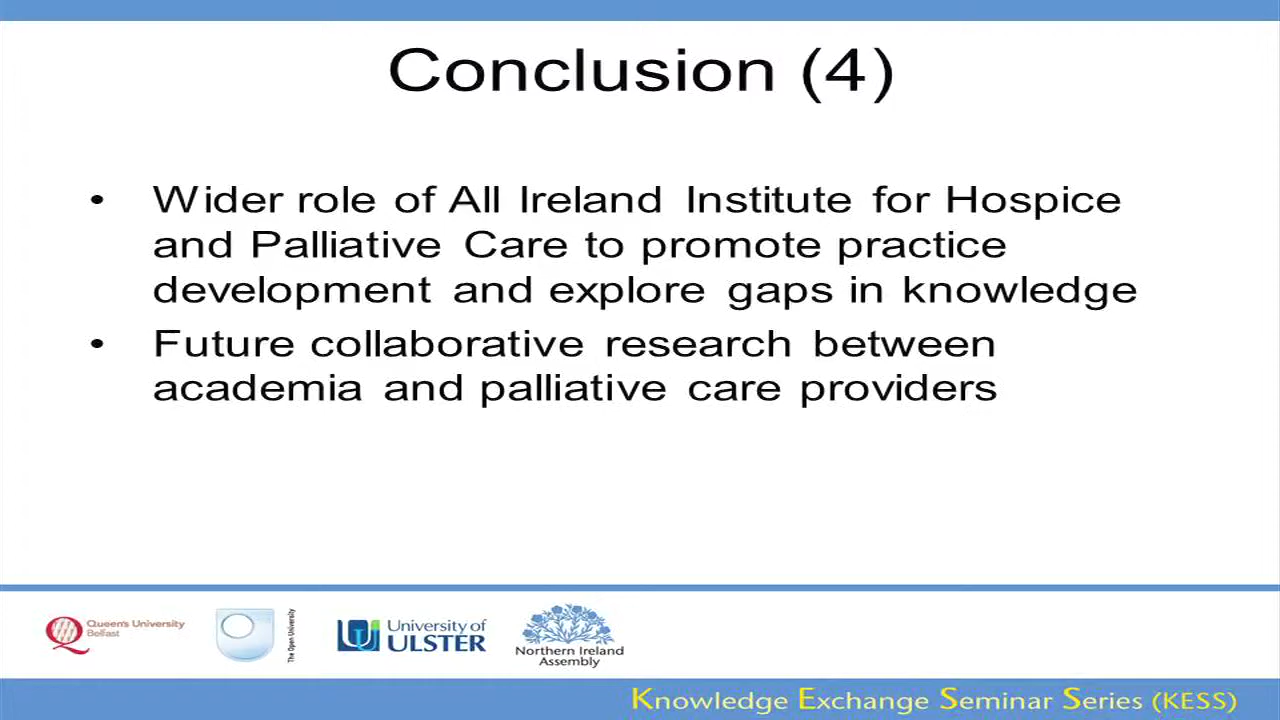 Conclusion (4)
• Wider role of All Ireland Institute for Hospice
and Palliative Care to promote practice
development and explore gaps in knowledge
• Future collaborative research between
academia and palliative care providers
Queen's University
Belfast
The Open University
University of
ULSTER
Northern Ireland
Assembly
Knowledge Exchange Seminar Series (KESS)